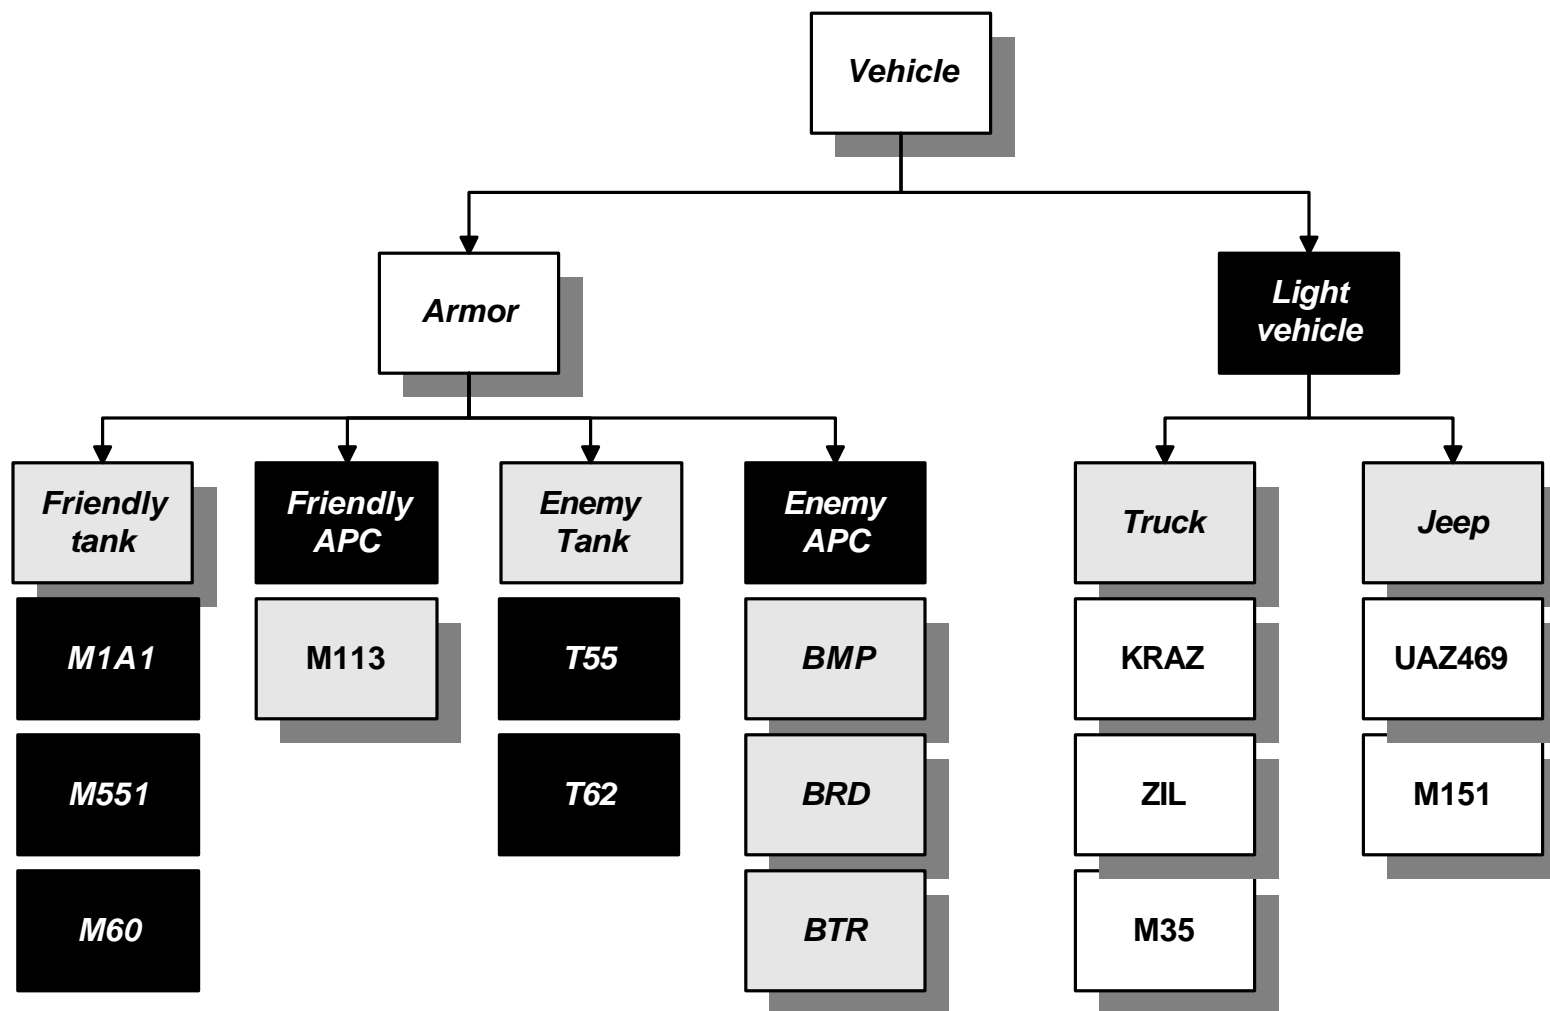 Vehicle
Armor
Light
vehicle
Friendly
tank
Friendly
APC
Enemy
Tank
Enemy
APC
Truck
Jeep
M1A1
M113
T55
BMP
KRAZ
UAZ469
M551
T62
BRD
ZIL
M151
M60
BTR
M35